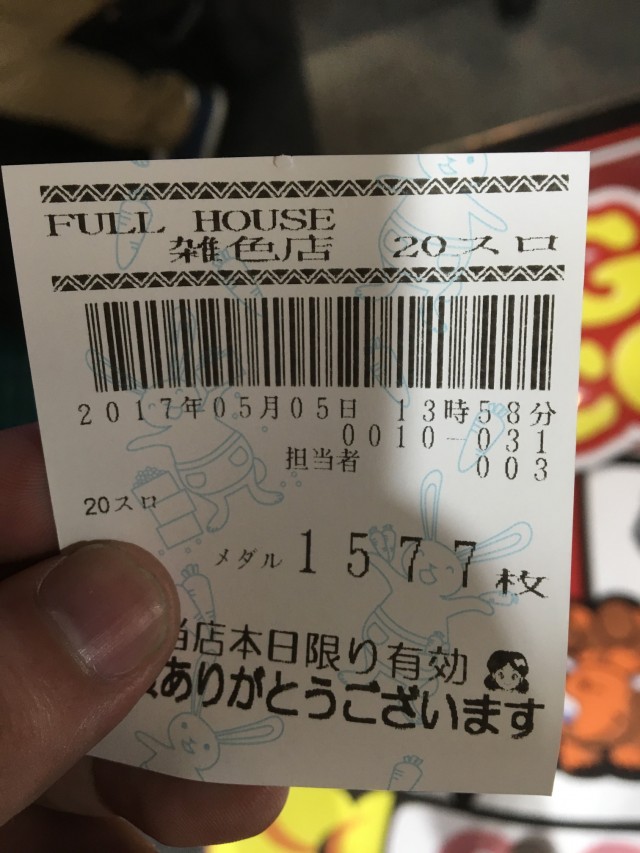 FULL HOUSE
雑色店 20スロ
2017年05月05日 13時58分
0010-031
担当者 003
20スロ
メダル 1577枚
当店本日限り有効
ありがとうございます